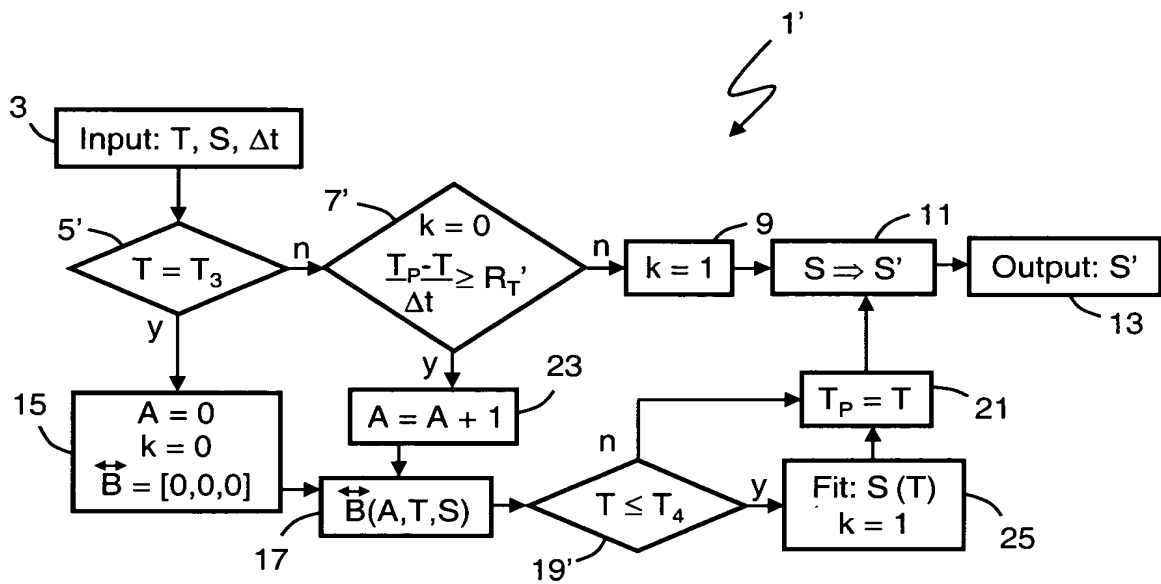 1'
3
Input: T, S, Δt
5'
T = T₃
n
y
7'
k = 0
T_P-T
Δt
≥ R_T'
n
y
9
k = 1
11
S ⇒ S'
Output: S'
13
15
A = 0
k = 0
B = [0,0,0]
23
A = A + 1
17
B(A,T,S)
n
T ≤ T₄
y
19'
T_P = T
21
Fit: S (T)
k = 1
25